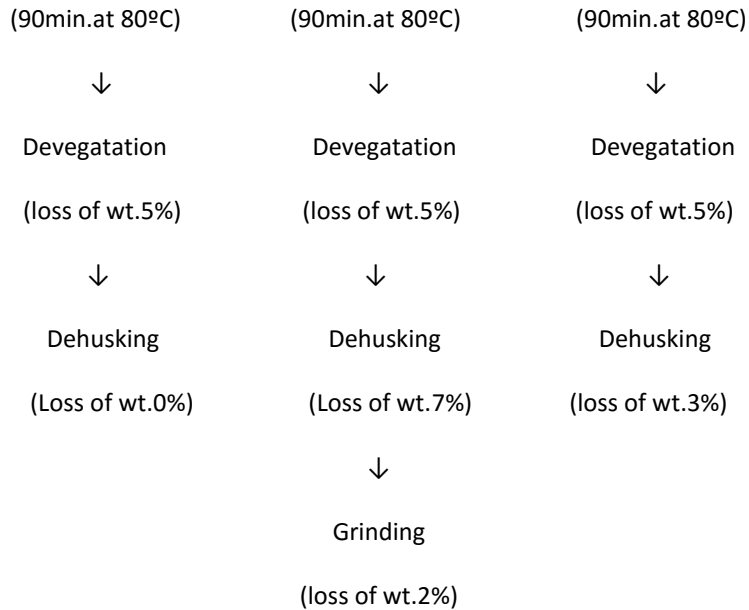 (90min.at 80ºC) (90min.at 80ºC) (90min.at 80ºC)
↓ ↓ ↓
Devegatation Devegatation Devegatation
(loss of wt.5%) (loss of wt.5%) (loss of wt.5%)
↓ ↓ ↓
Dehusking Dehusking Dehusking
(Loss of wt.0%) (Loss of wt.7%) (loss of wt.3%)
↓
Grinding
(loss of wt.2%)